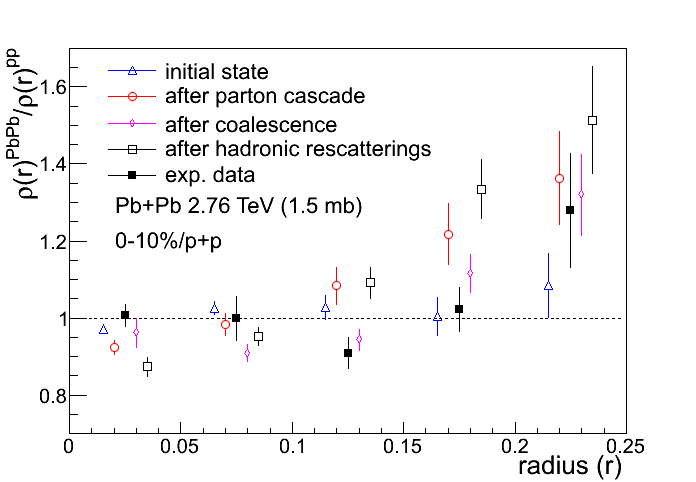 ρ(r)^PbPb/ρ(r)^pp
initial state
after parton cascade
after coalescence
after hadronic rescatterings
exp. data
Pb+Pb 2.76 TeV (1.5 mb)
0-10%/p+p
1.6
1.4
1.2
1
0.8
0 0.05 0.1 0.15 0.2 0.25
radius (r)